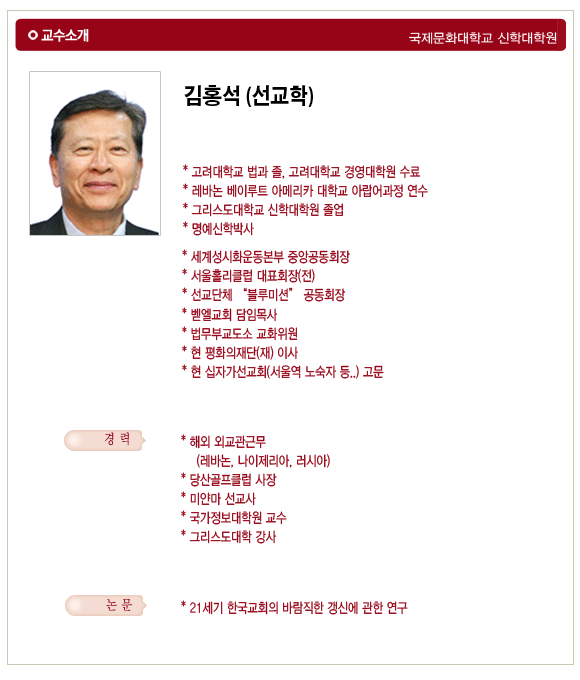 교수소개
국제문화대학교 신학대학원
김홍석 (선교학)
* 고려대학교 법과 졸, 고려대학교 경영대학원 수료
* 레바논 베이루트 아메리카 대학교 아랍어과정 연수
* 그리스도대학교 신학대학원 졸업
* 명예신학박사
* 세계성시화운동본부 중앙공동회장
* 서울홀리클럽 대표회장(전)
* 선교단체 “블루미션” 공동회장
* 벧엘교회 담임목사
* 법무부교도소 교화위원
* 현 평화의재단(재) 이사
* 현 십자가선교회(서울역 노숙자 등..) 고문
경 력
* 해외 외교관근무
(레바논, 나이제리아, 러시아)
* 당산골프클럽 사장
* 미얀마 선교사
* 국가정보대학원 교수
* 그리스도대학 강사
논 문
* 21세기 한국교회의 바람직한 갱신에 관한 연구